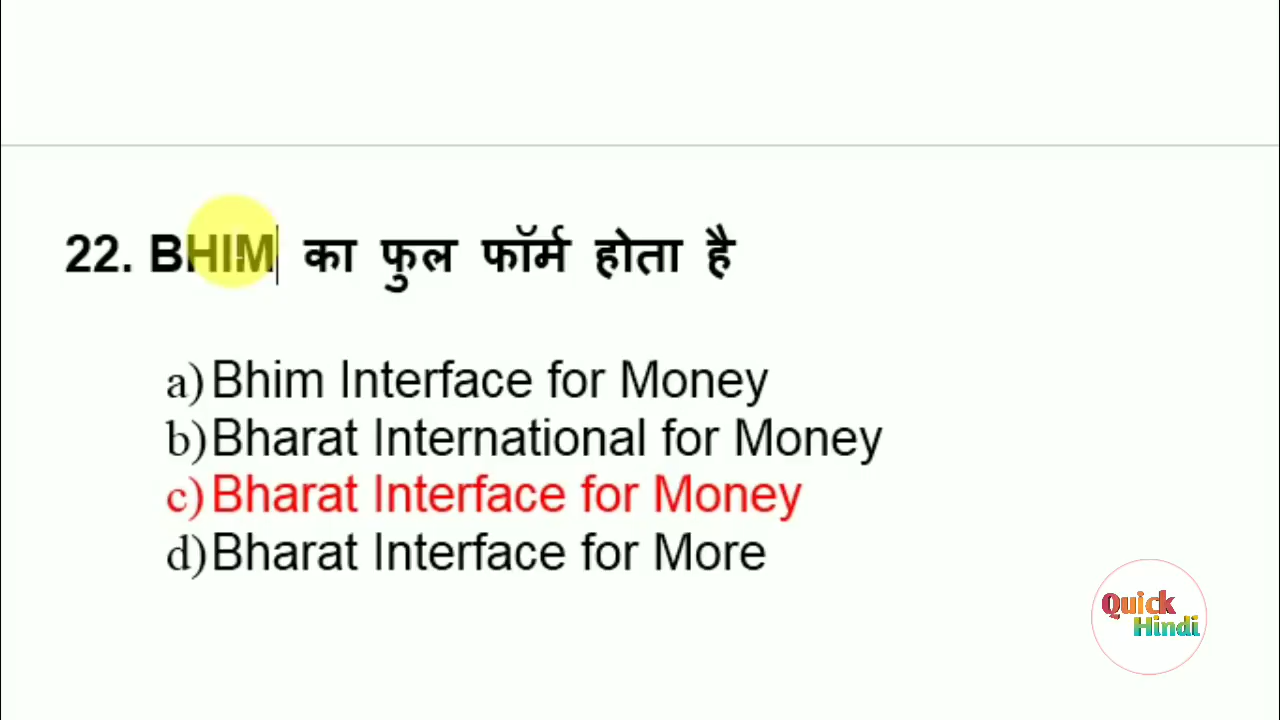 22. BHIM का फुल फॉर्म होता है
a) Bhim Interface for Money
b) Bharat International for Money
c) Bharat Interface for Money
d) Bharat Interface for More
Quick
Hindi